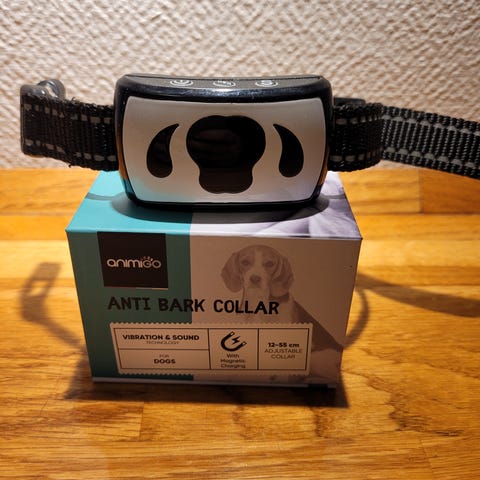 animigo
ANTI BARK COLLAR
VIBRATION & SOUND
TECHNOLOGY
FOR
DOGS
With
Magnetic
Charging
12-55 cm
ADJUSTABLE
COLLAR